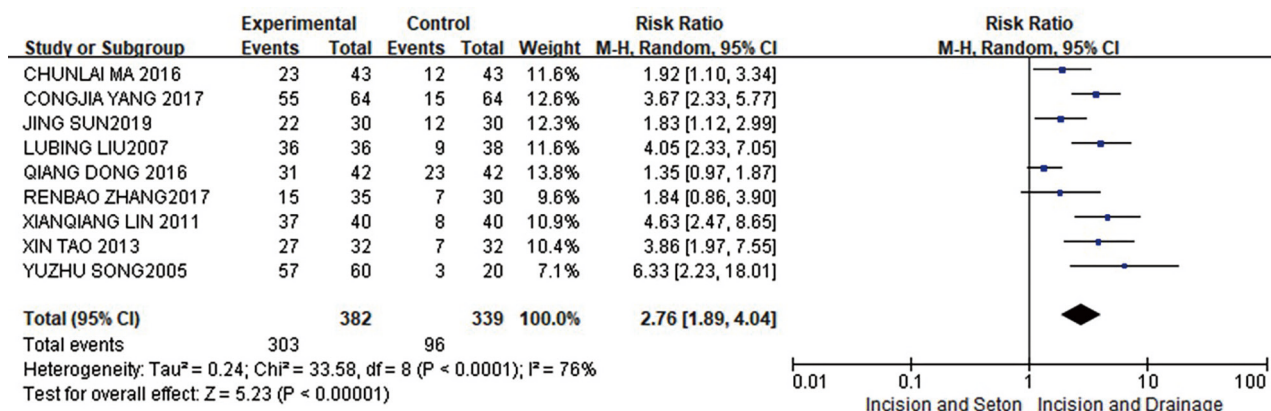 Experimental Control Risk Ratio Risk Ratio
Study or Subgroup Events Total Events Total Weight M-H, Random, 95% CI M-H, Random, 95% CI
CHUNLAI MA 2016 23 43 12 43 11.6% 1.92 [1.10, 3.34]
CONGJIA YANG 2017 55 64 15 64 12.6% 3.67 [2.33, 5.77]
JING SUN2019 22 30 12 30 12.3% 1.83 [1.12, 2.99]
LUBING LIU2007 36 36 9 38 11.6% 4.05 [2.33, 7.05]
QIANG DONG 2016 31 42 23 42 13.8% 1.35 [0.97, 1.87]
RENBAO ZHANG2017 15 35 7 30 9.6% 1.84 [0.86, 3.90]
XIANQIANG LIN 2011 37 40 8 40 10.9% 4.63 [2.47, 8.65]
XIN TAO 2013 27 32 7 32 10.4% 3.86 [1.97, 7.55]
YUZHU SONG2005 57 60 3 20 7.1% 6.33 [2.23, 18.01]
Total (95% CI) 382 339 100.0% 2.76 [1.89, 4.04]
Total events 303 96
Heterogeneity: Tau² = 0.24; Chi² = 33.58, df = 8 (P < 0.0001); I² = 76%
Test for overall effect: Z = 5.23 (P < 0.00001)
0.01 0.1 1 10 100
Incision and Seton Incision and Drainage